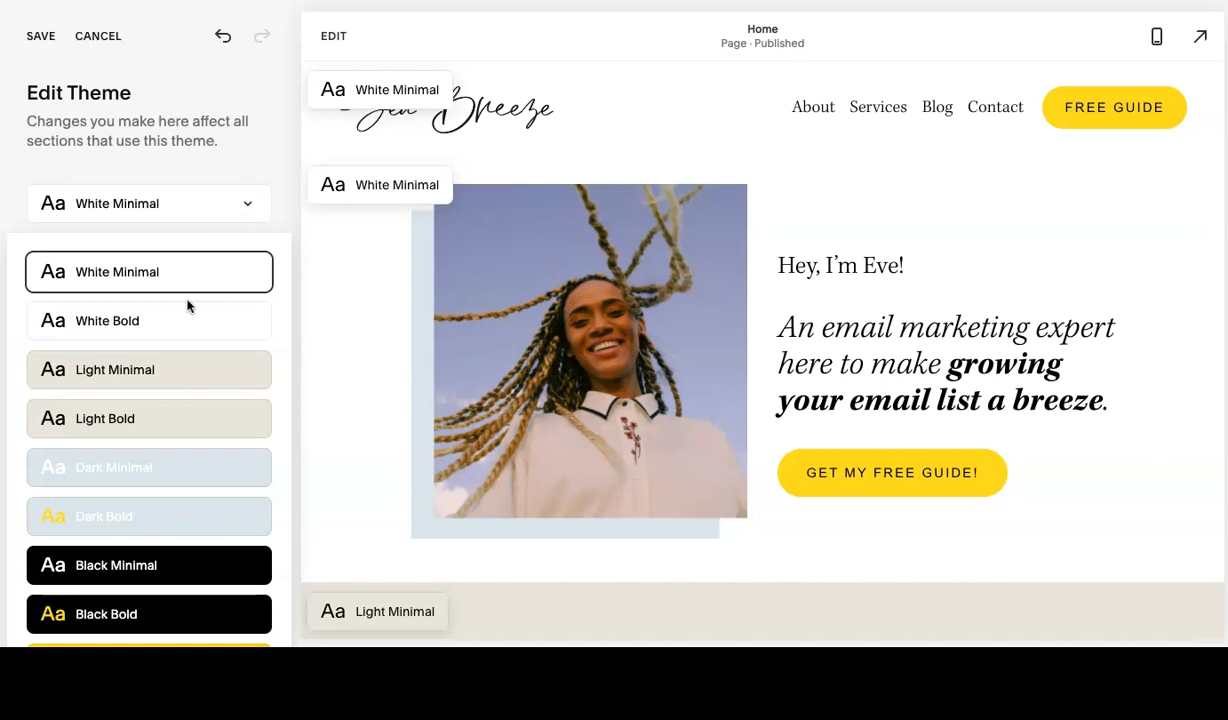 SAVE
CANCEL
Edit Theme
Changes you make here affect all
sections that use this theme.
Aa White Minimal
Aa White Minimal
Aa White Bold
Aa Light Minimal
Aa Light Bold
Aa Dark Minimal
Aa Dark Bold
Aa Black Minimal
Aa Black Bold
EDIT
Home
Page · Published
Aa White Minimal
Breeze
About
Services
Blog
Contact
FREE GUIDE
Aa White Minimal
Hey, I'm Eve!
An email marketing expert
here to make growing
your email list a breeze.
GET MY FREE GUIDE!
Aa Light Minimal